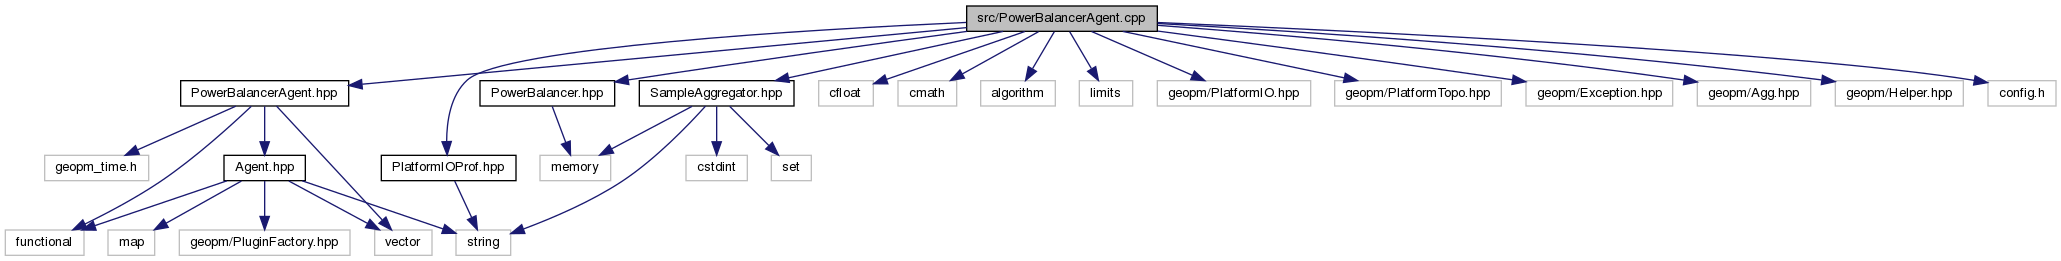 src/PowerBalancerAgent.cpp
PowerBalancerAgent.hpp
PowerBalancer.hpp
SampleAggregator.hpp
cfloat
cmath
algorithm
limits
geopm/PlatformIO.hpp
geopm/PlatformTopo.hpp
geopm/Exception.hpp
geopm/Agg.hpp
geopm/Helper.hpp
config.h
geopm_time.h
Agent.hpp
PlatformIOProf.hpp
memory
cstdint
set
functional
map
geopm/PluginFactory.hpp
vector
string